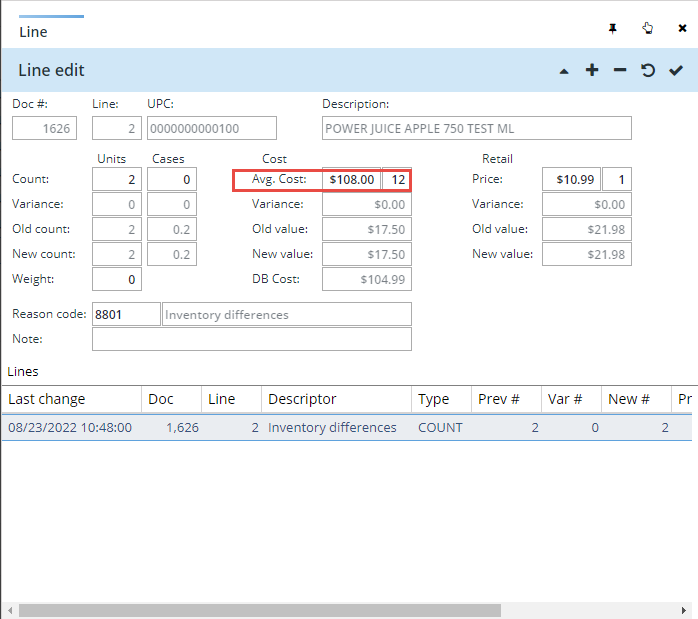 Line
Line edit
Doc #: Line: UPC: Description:
1626 2 0000000000100 POWER JUICE APPLE 750 TEST ML
Units Cases Cost Retail
Count: 2 0 Avg. Cost: $108.00 12 Price: $10.99 1
Variance: 0 0 Variance: $0.00 Variance: $0.00
Old count: 2 0.2 Old value: $17.50 Old value: $21.98
New count: 2 0.2 New value: $17.50 New value: $21.98
Weight: 0 DB Cost: $104.99
Reason code: 8801 Inventory differences
Note:
Lines
Last change Doc Line Descriptor Type Prev # Var # New # Pr
08/23/2022 10:48:00 1,626 2 Inventory differences COUNT 2 0 2